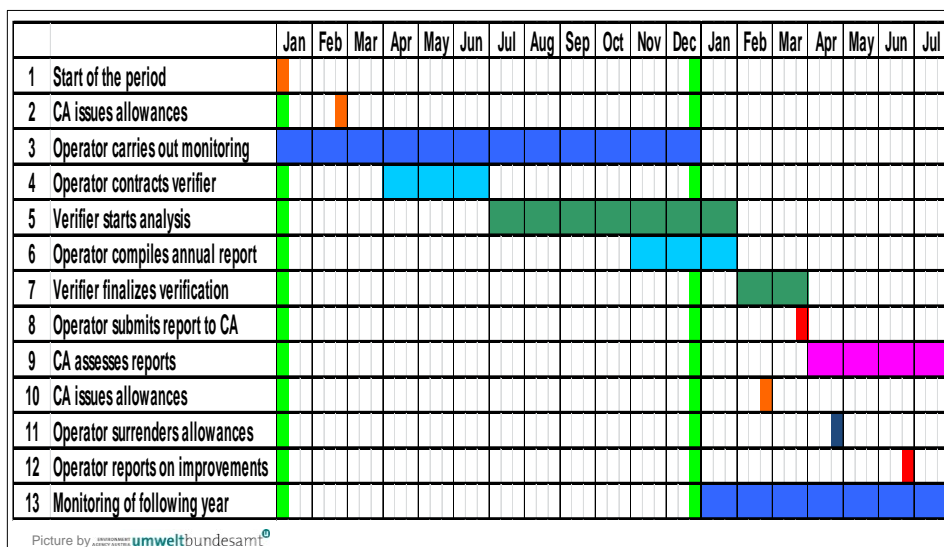 Jan Feb Mar Apr May Jun Jul Aug Sep Oct Nov Dec Jan Feb Mar Apr May Jun Jul
1 Start of the period
2 CA issues allowances
3 Operator carries out monitoring
4 Operator contracts verifier
5 Verifier starts analysis
6 Operator compiles annual report
7 Verifier finalizes verification
8 Operator submits report to CA
9 CA assesses reports
10 CA issues allowances
11 Operator surrenders allowances
12 Operator reports on improvements
13 Monitoring of following year
Picture by ENVIRONMENT AGENCY AUSTRIA umweltbundesamt